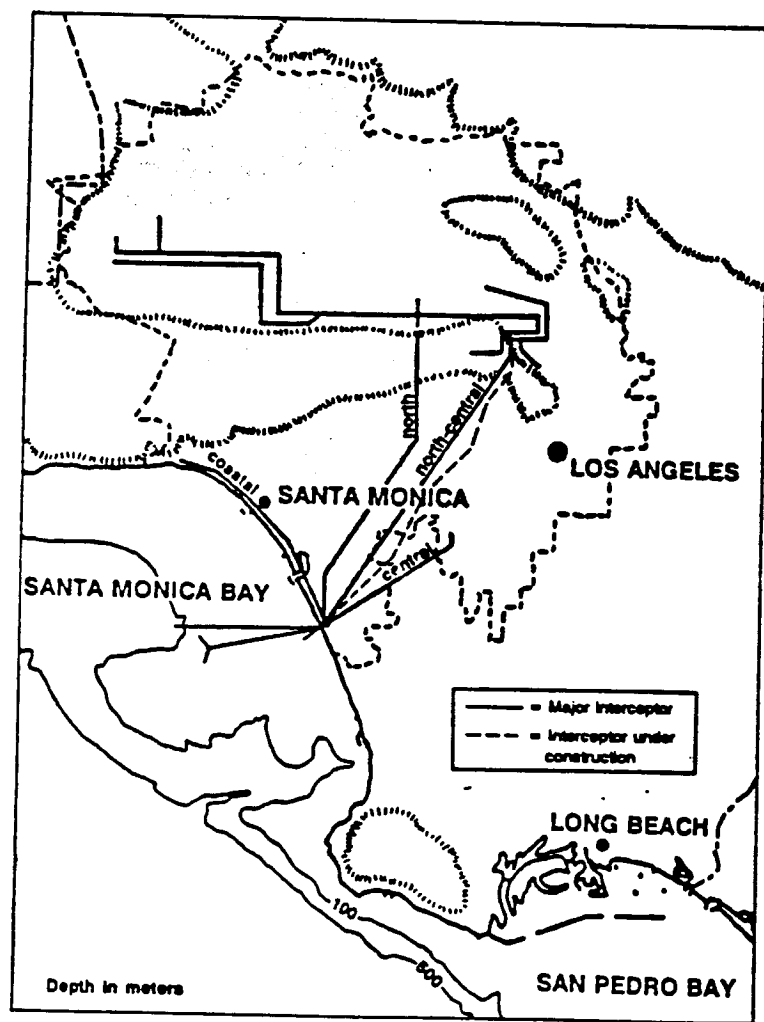 north
north-central
coastal
LOS ANGELES
SANTA MONICA
central
SANTA MONICA BAY
= Major Interceptor
= Interceptor under
construction
LONG BEACH
100
500
Depth in meters
SAN PEDRO BAY